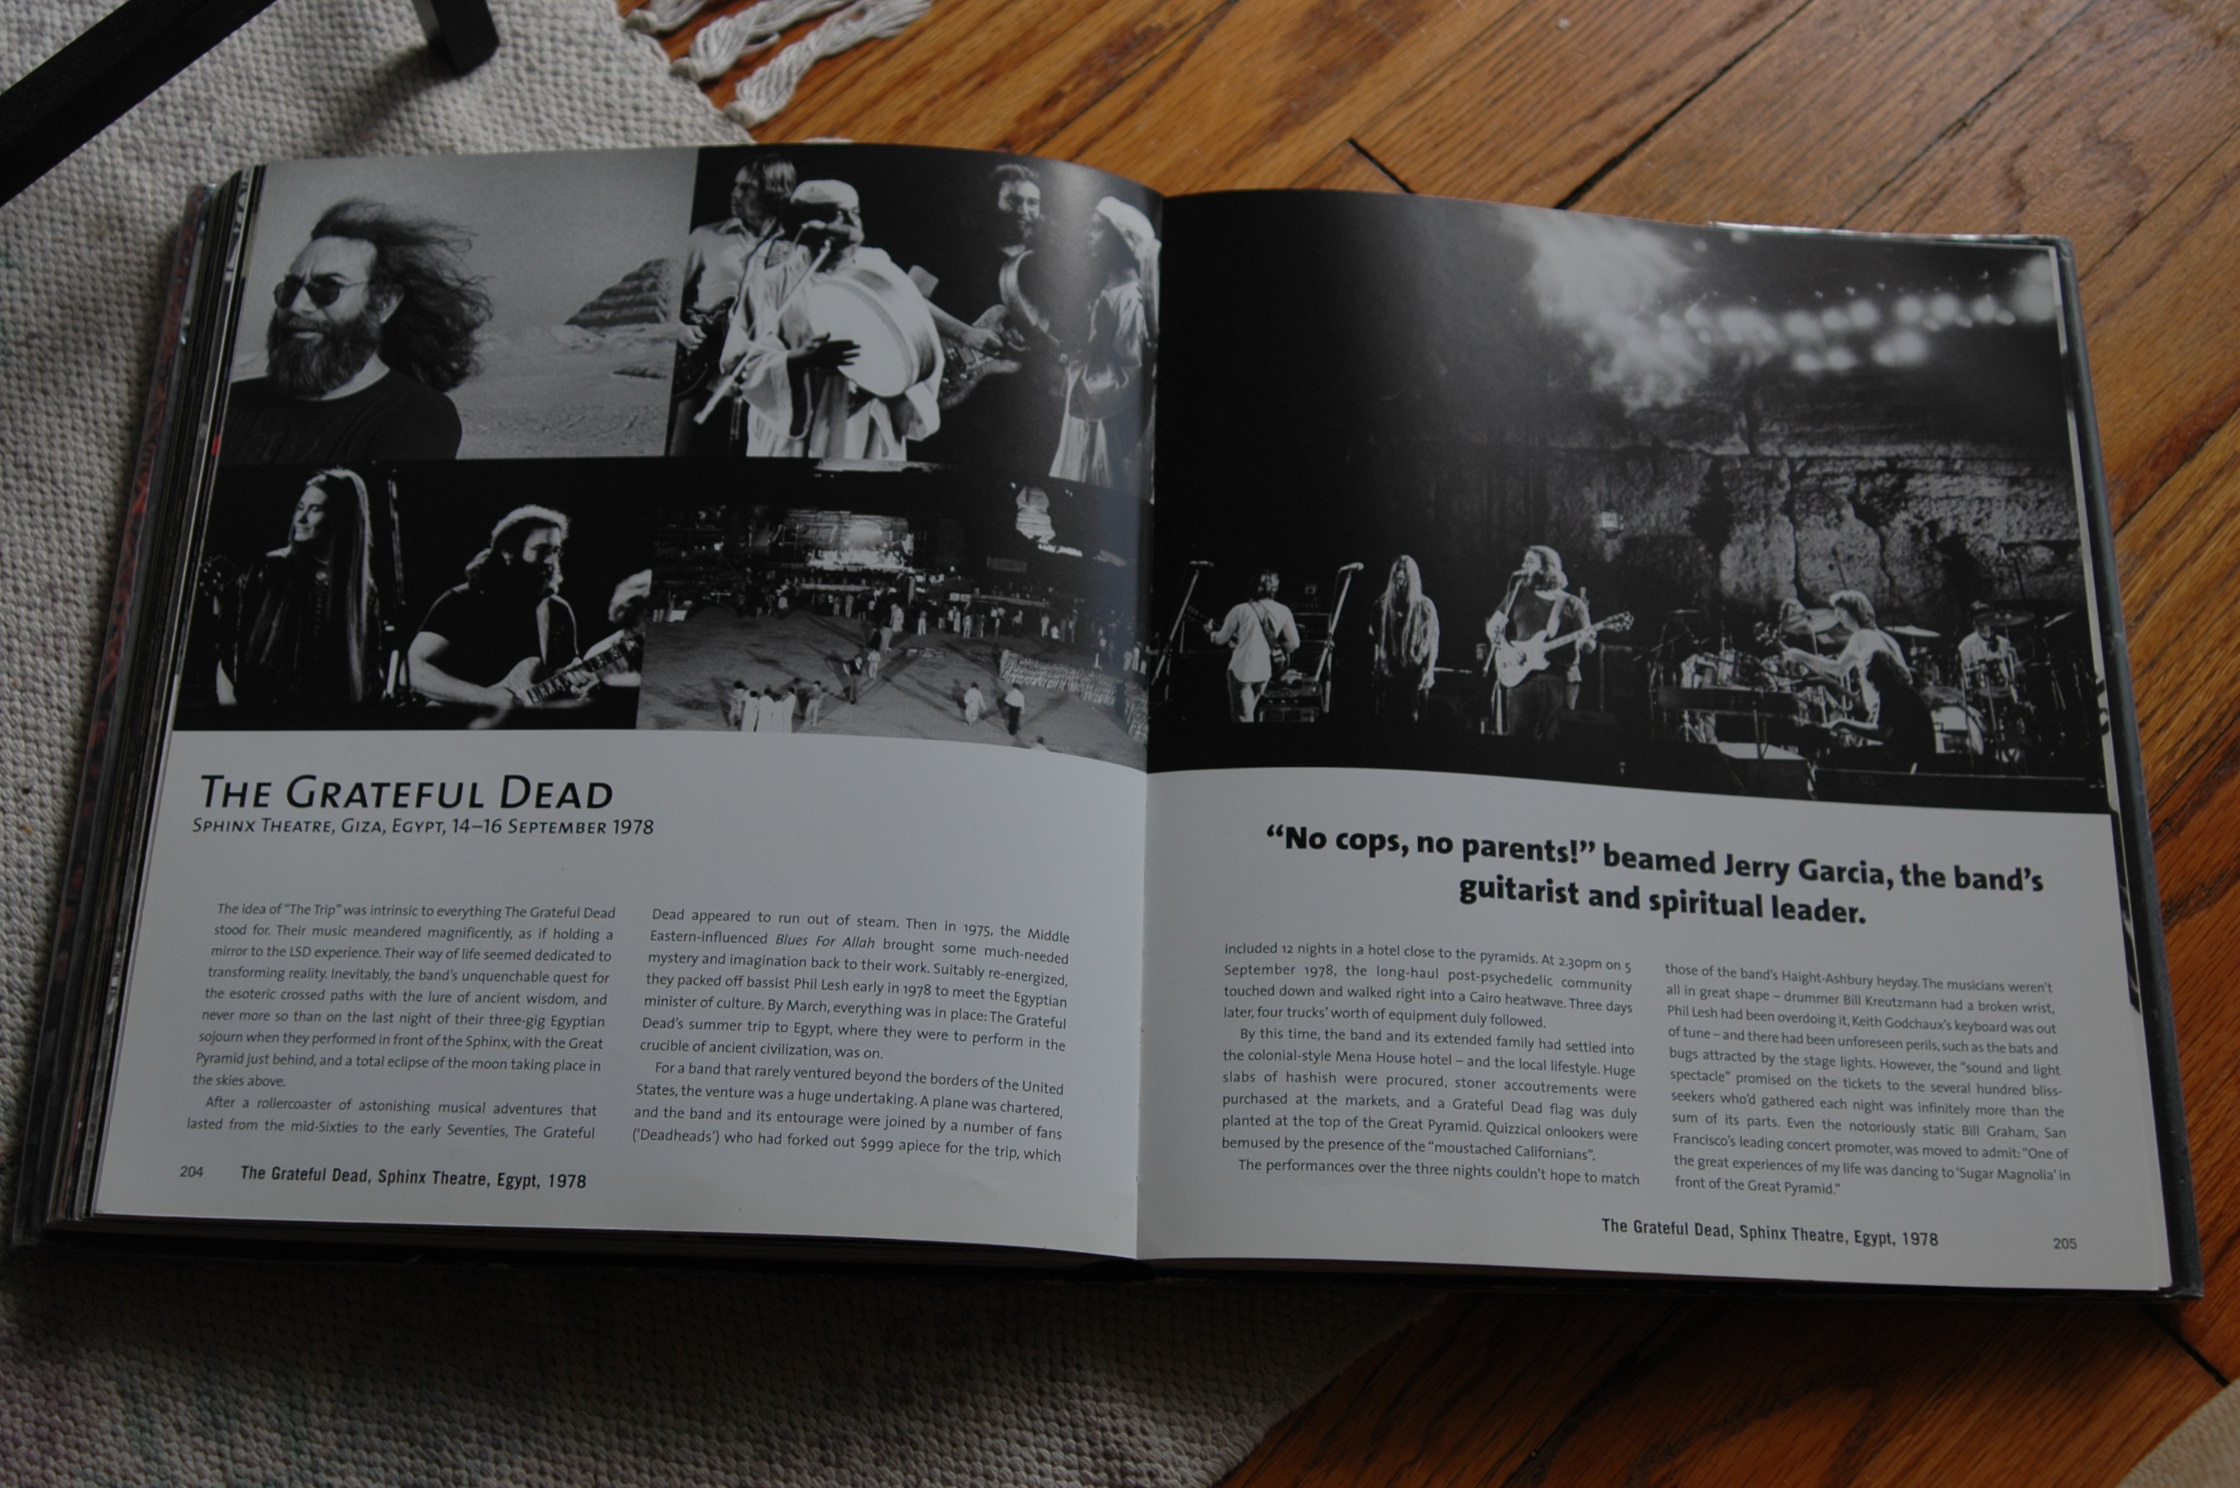 THE GRATEFUL DEAD
SPHINX THEATRE, GIZA, EGYPT, 14–16 SEPTEMBER 1978
The idea of "The Trip" was intrinsic to everything The Grateful Dead
stood for. Their music meandered magnificently, as if holding a
mirror to the LSD experience. Their way of life seemed dedicated to
transforming reality. Inevitably, the band's unquenchable quest for
the esoteric crossed paths with the lure of ancient wisdom, and
never more so than on the last night of their three-gig Egyptian
sojourn when they performed in front of the Sphinx, with the Great
Pyramid just behind, and a total eclipse of the moon taking place in
the skies above.
After a rollercoaster of astonishing musical adventures that
lasted from the mid-Sixties to the early Seventies, The Grateful
Dead appeared to run out of steam. Then in 1975, the Middle
Eastern-influenced Blues For Allah brought some much-needed
mystery and imagination back to their work. Suitably re-energized,
they packed off bassist Phil Lesh early in 1978 to meet the Egyptian
minister of culture. By March, everything was in place: The Grateful
Dead's summer trip to Egypt, where they were to perform in the
crucible of ancient civilization, was on.
For a band that rarely ventured beyond the borders of the United
States, the venture was a huge undertaking. A plane was chartered,
and the band and its entourage were joined by a number of fans
('Deadheads') who had forked out $999 apiece for the trip, which
204
The Grateful Dead, Sphinx Theatre, Egypt, 1978
"No cops, no parents!" beamed Jerry Garcia, the band's
guitarist and spiritual leader.
included 12 nights in a hotel close to the pyramids. At 2.30pm on 5
September 1978, the long-haul post-psychedelic community
touched down and walked right into a Cairo heatwave. Three days
later, four trucks' worth of equipment duly followed.
By this time, the band and its extended family had settled into
the colonial-style Mena House hotel – and the local lifestyle. Huge
slabs of hashish were procured, stoner accoutrements were
purchased at the markets, and a Grateful Dead flag was duly
planted at the top of the Great Pyramid. Quizzical onlookers were
bemused by the presence of the "moustached Californians".
The performances over the three nights couldn't hope to match
those of the band's Haight-Ashbury heyday. The musicians weren't
all in great shape – drummer Bill Kreutzmann had a broken wrist,
Phil Lesh had been overdoing it, Keith Godchaux's keyboard was out
of tune – and there had been unforeseen perils, such as the bats and
bugs attracted by the stage lights. However, the "sound and light
spectacle" promised on the tickets to the several hundred bliss-
seekers who'd gathered each night was infinitely more than the
sum of its parts. Even the notoriously static Bill Graham, San
Francisco's leading concert promoter, was moved to admit: "One of
the great experiences of my life was dancing to 'Sugar Magnolia' in
front of the Great Pyramid."
The Grateful Dead, Sphinx Theatre, Egypt, 1978
205